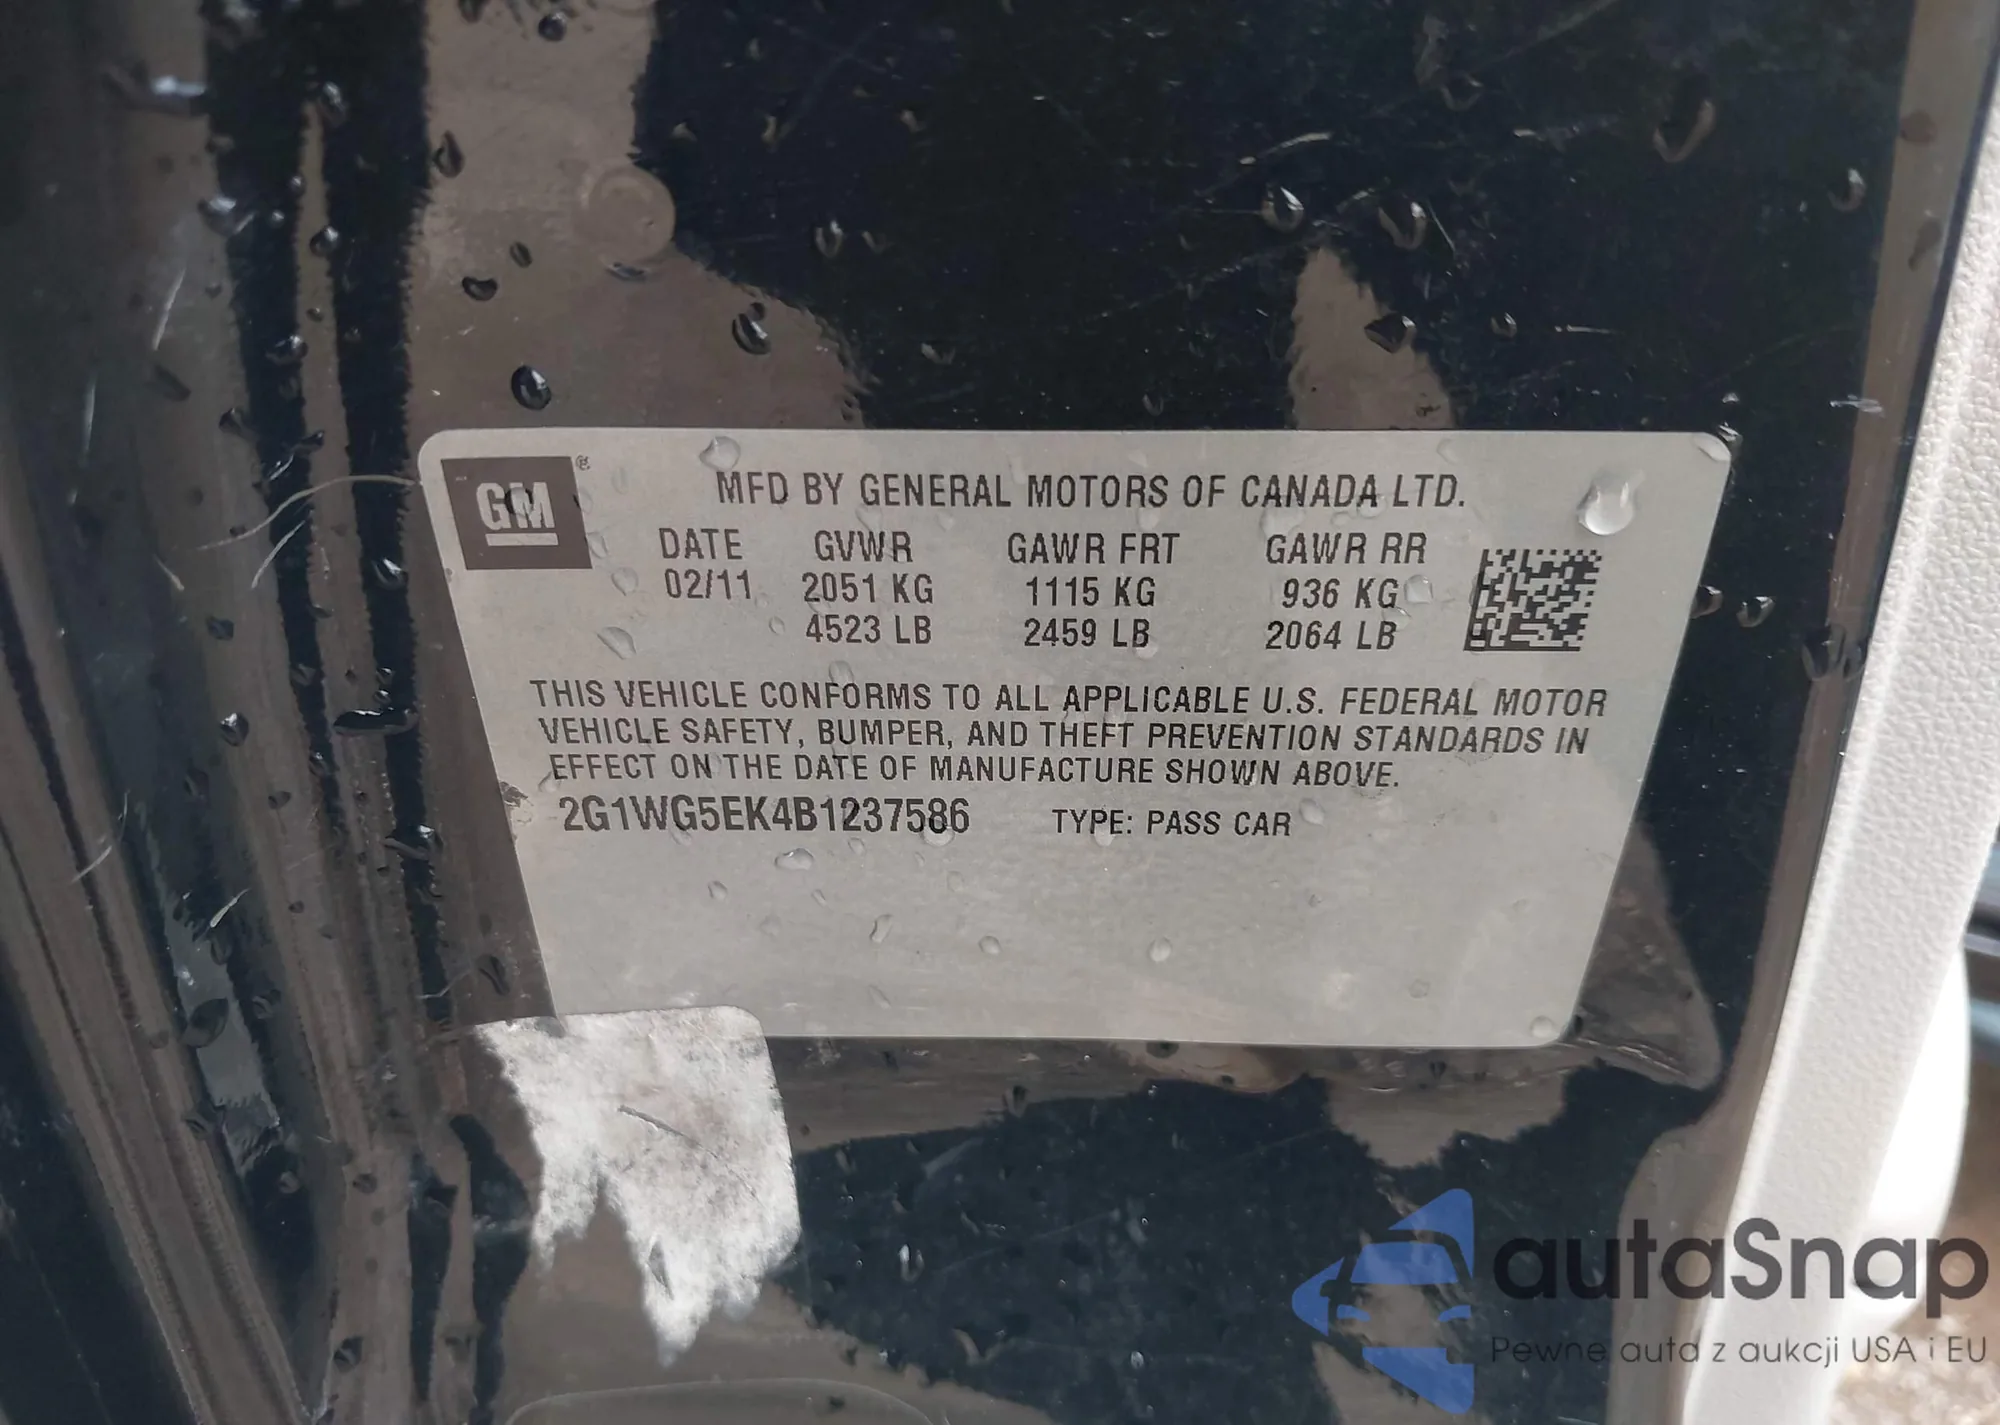 GM ®
MFD BY GENERAL MOTORS OF CANADA LTD.
DATE GVWR GAWR FRT GAWR RR
02/11 2051 KG 1115 KG 936 KG
4523 LB 2459 LB 2064 LB
THIS VEHICLE CONFORMS TO ALL APPLICABLE U.S. FEDERAL MOTOR
VEHICLE SAFETY, BUMPER, AND THEFT PREVENTION STANDARDS IN
EFFECT ON THE DATE OF MANUFACTURE SHOWN ABOVE.
2G1WG5EK4B1237586 TYPE: PASS CAR
autaSnap
Pewne auta z aukcji USA i EU